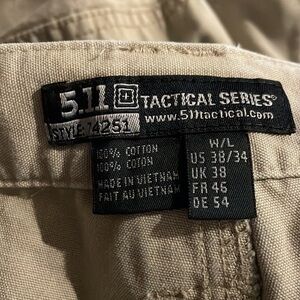 5.11 TACTICAL SERIES®
www.511tactical.com
STYLE: 74251
100% COTTON
100% COTON
MADE IN VIETNAM
FAIT AU VIETNAM
W/L
US 38/34
UK 38
FR 46
DE 54